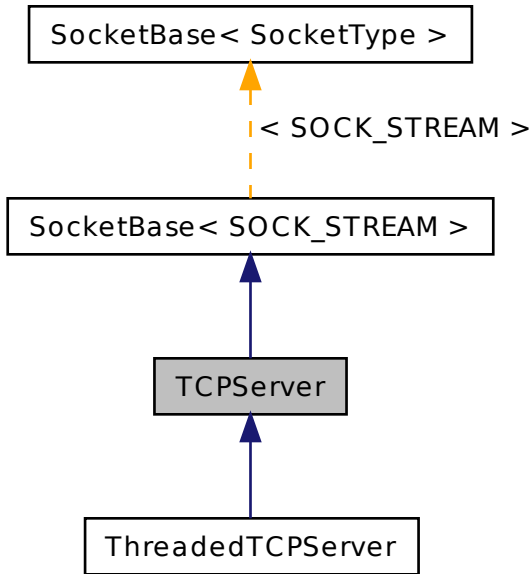 SocketBase< SocketType >
< SOCK_STREAM >
SocketBase< SOCK_STREAM >
TCPServer
ThreadedTCPServer